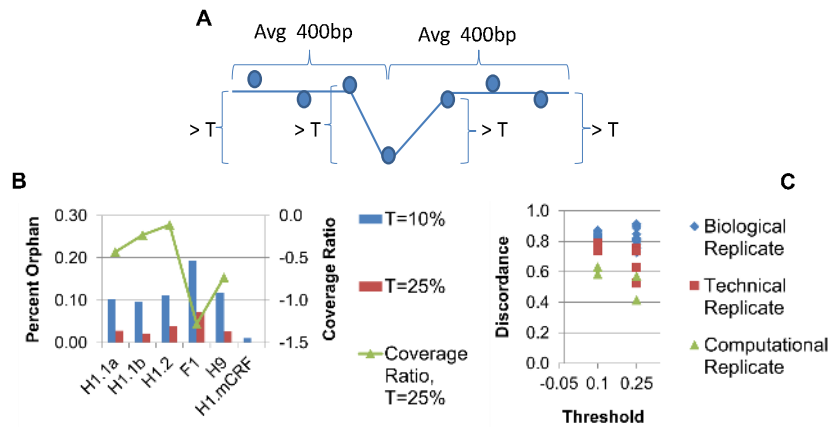 A
Avg 400bp
Avg 400bp
> T
> T
> T
> T
B
0.30
0.20
0.10
0.00
Percent Orphan
0.0
-0.5
-1.0
-1.5
Coverage Ratio
H1.1a
H1.1b
H1.2
F1
H9
H1.mCRF
T=10%
T=25%
Coverage
Ratio,
T=25%
C
1.0
0.8
0.6
0.4
0.2
0.0
Discordance
-0.05
0.1
0.25
Threshold
Biological
Replicate
Technical
Replicate
Computational
Replicate